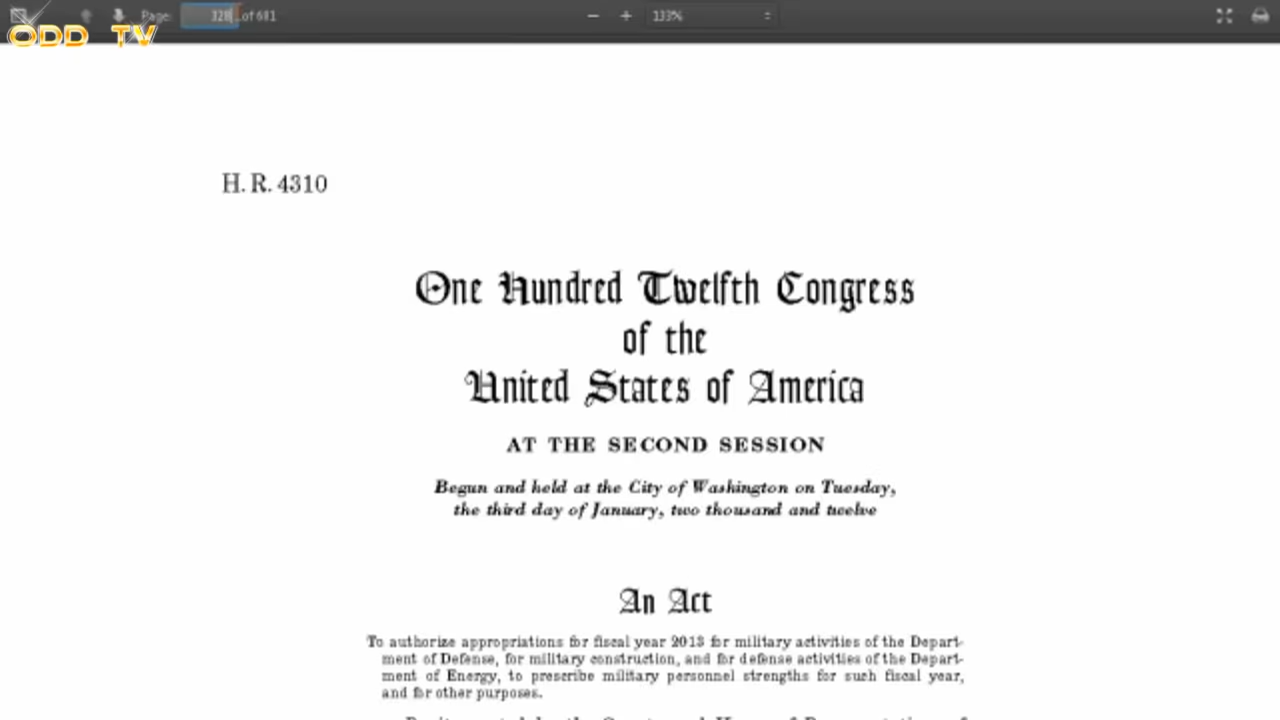 Page: 328 of 681 133%
ODD TV
H. R. 4310
One Hundred Twelfth Congress
of the
United States of America
AT THE SECOND SESSION
Begun and held at the City of Washington on Tuesday,
the third day of January, two thousand and twelve
An Act
To authorize appropriations for fiscal year 2013 for military activities of the Depart-
ment of Defense, for military construction, and for defense activities of the Depart-
ment of Energy, to prescribe military personnel strengths for such fiscal year,
and for other purposes.